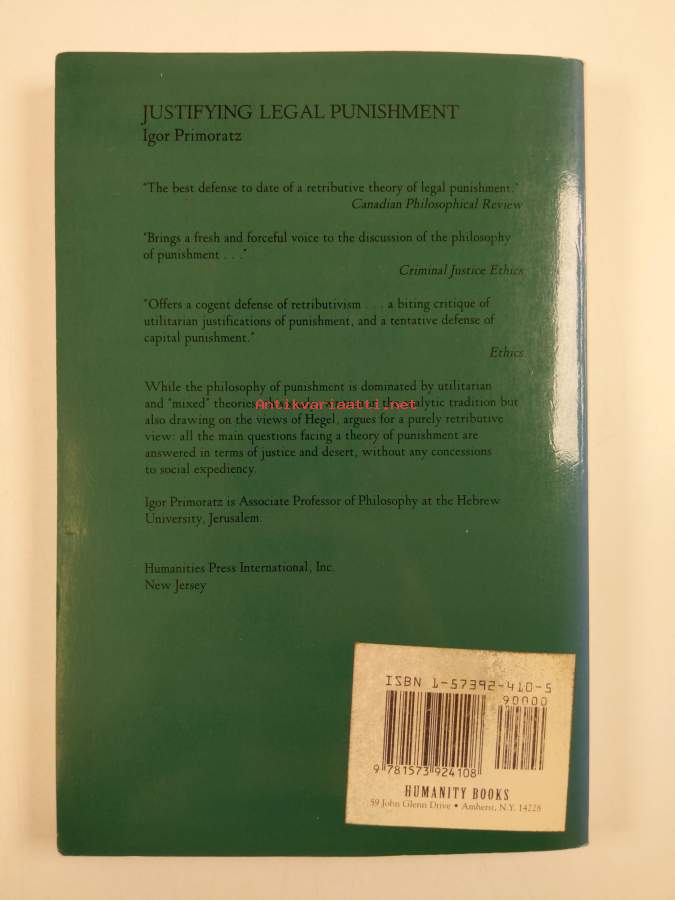 JUSTIFYING LEGAL PUNISHMENT
Igor Primoratz
"The best defense to date of a retributive theory of legal punishment."
Canadian Philosophical Review
"Brings a fresh and forceful voice to the discussion of the philosophy
of punishment . . ."
Criminal Justice Ethics
"Offers a cogent defense of retributivism . . . a biting critique of
utilitarian justifications of punishment, and a tentative defense of
capital punishment."
Ethics
While the philosophy of punishment is dominated by utilitarian
and "mixed" theories, analytic tradition but
Antikvariaatti.net
also drawing on the views of Hegel, argues for a purely retributive
view: all the main questions facing a theory of punishment are
answered in terms of justice and desert, without any concessions
to social expediency.
Igor Primoratz is Associate Professor of Philosophy at the Hebrew
University, Jerusalem.
Humanities Press International, Inc.
New Jersey
ISBN 1-57392-410-5
90000
9 781573 924108
HUMANITY BOOKS
59 John Glenn Drive • Amherst, N.Y. 14228